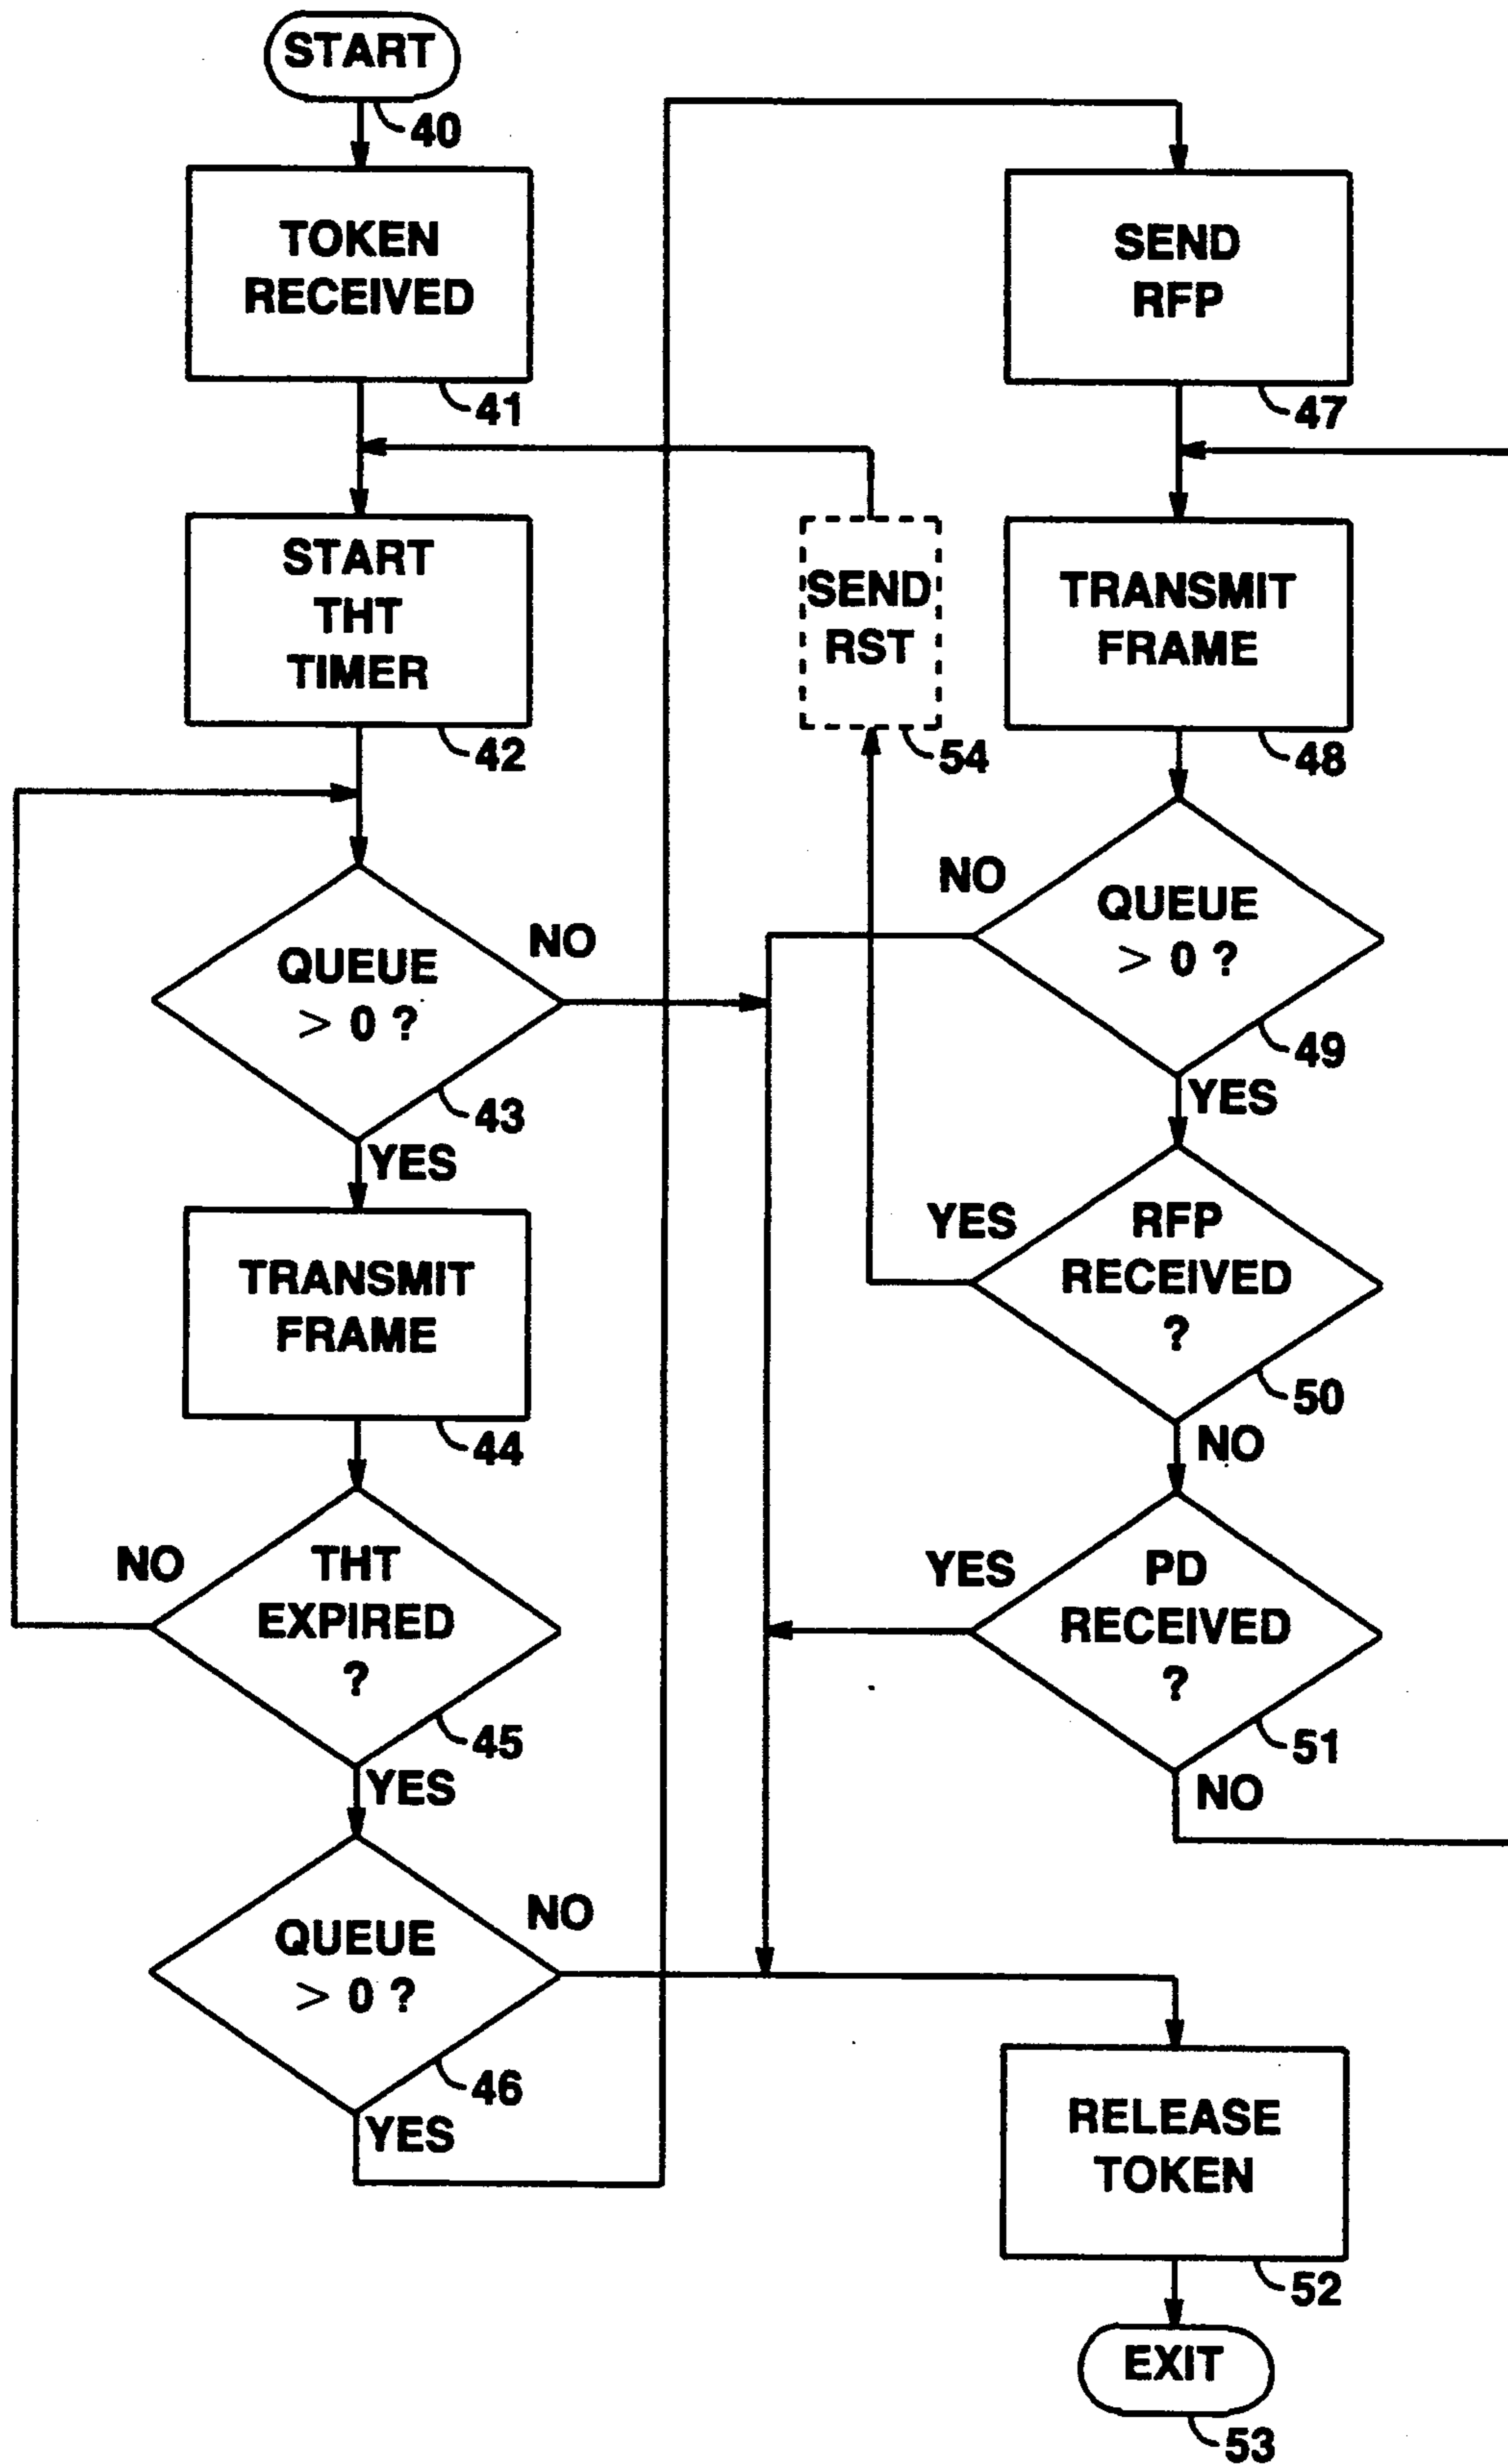 START
40
TOKEN
RECEIVED
41
START
THT
TIMER
42
QUEUE
> 0 ?
NO
43
YES
TRANSMIT
FRAME
44
THT
EXPIRED
?
NO
45
YES
QUEUE
> 0 ?
NO
46
YES
SEND
RFP
47
SEND
RST
54
TRANSMIT
FRAME
48
NO
QUEUE
> 0 ?
49
YES
YES
RFP
RECEIVED
?
50
NO
YES
PD
RECEIVED
?
51
NO
RELEASE
TOKEN
52
EXIT
53